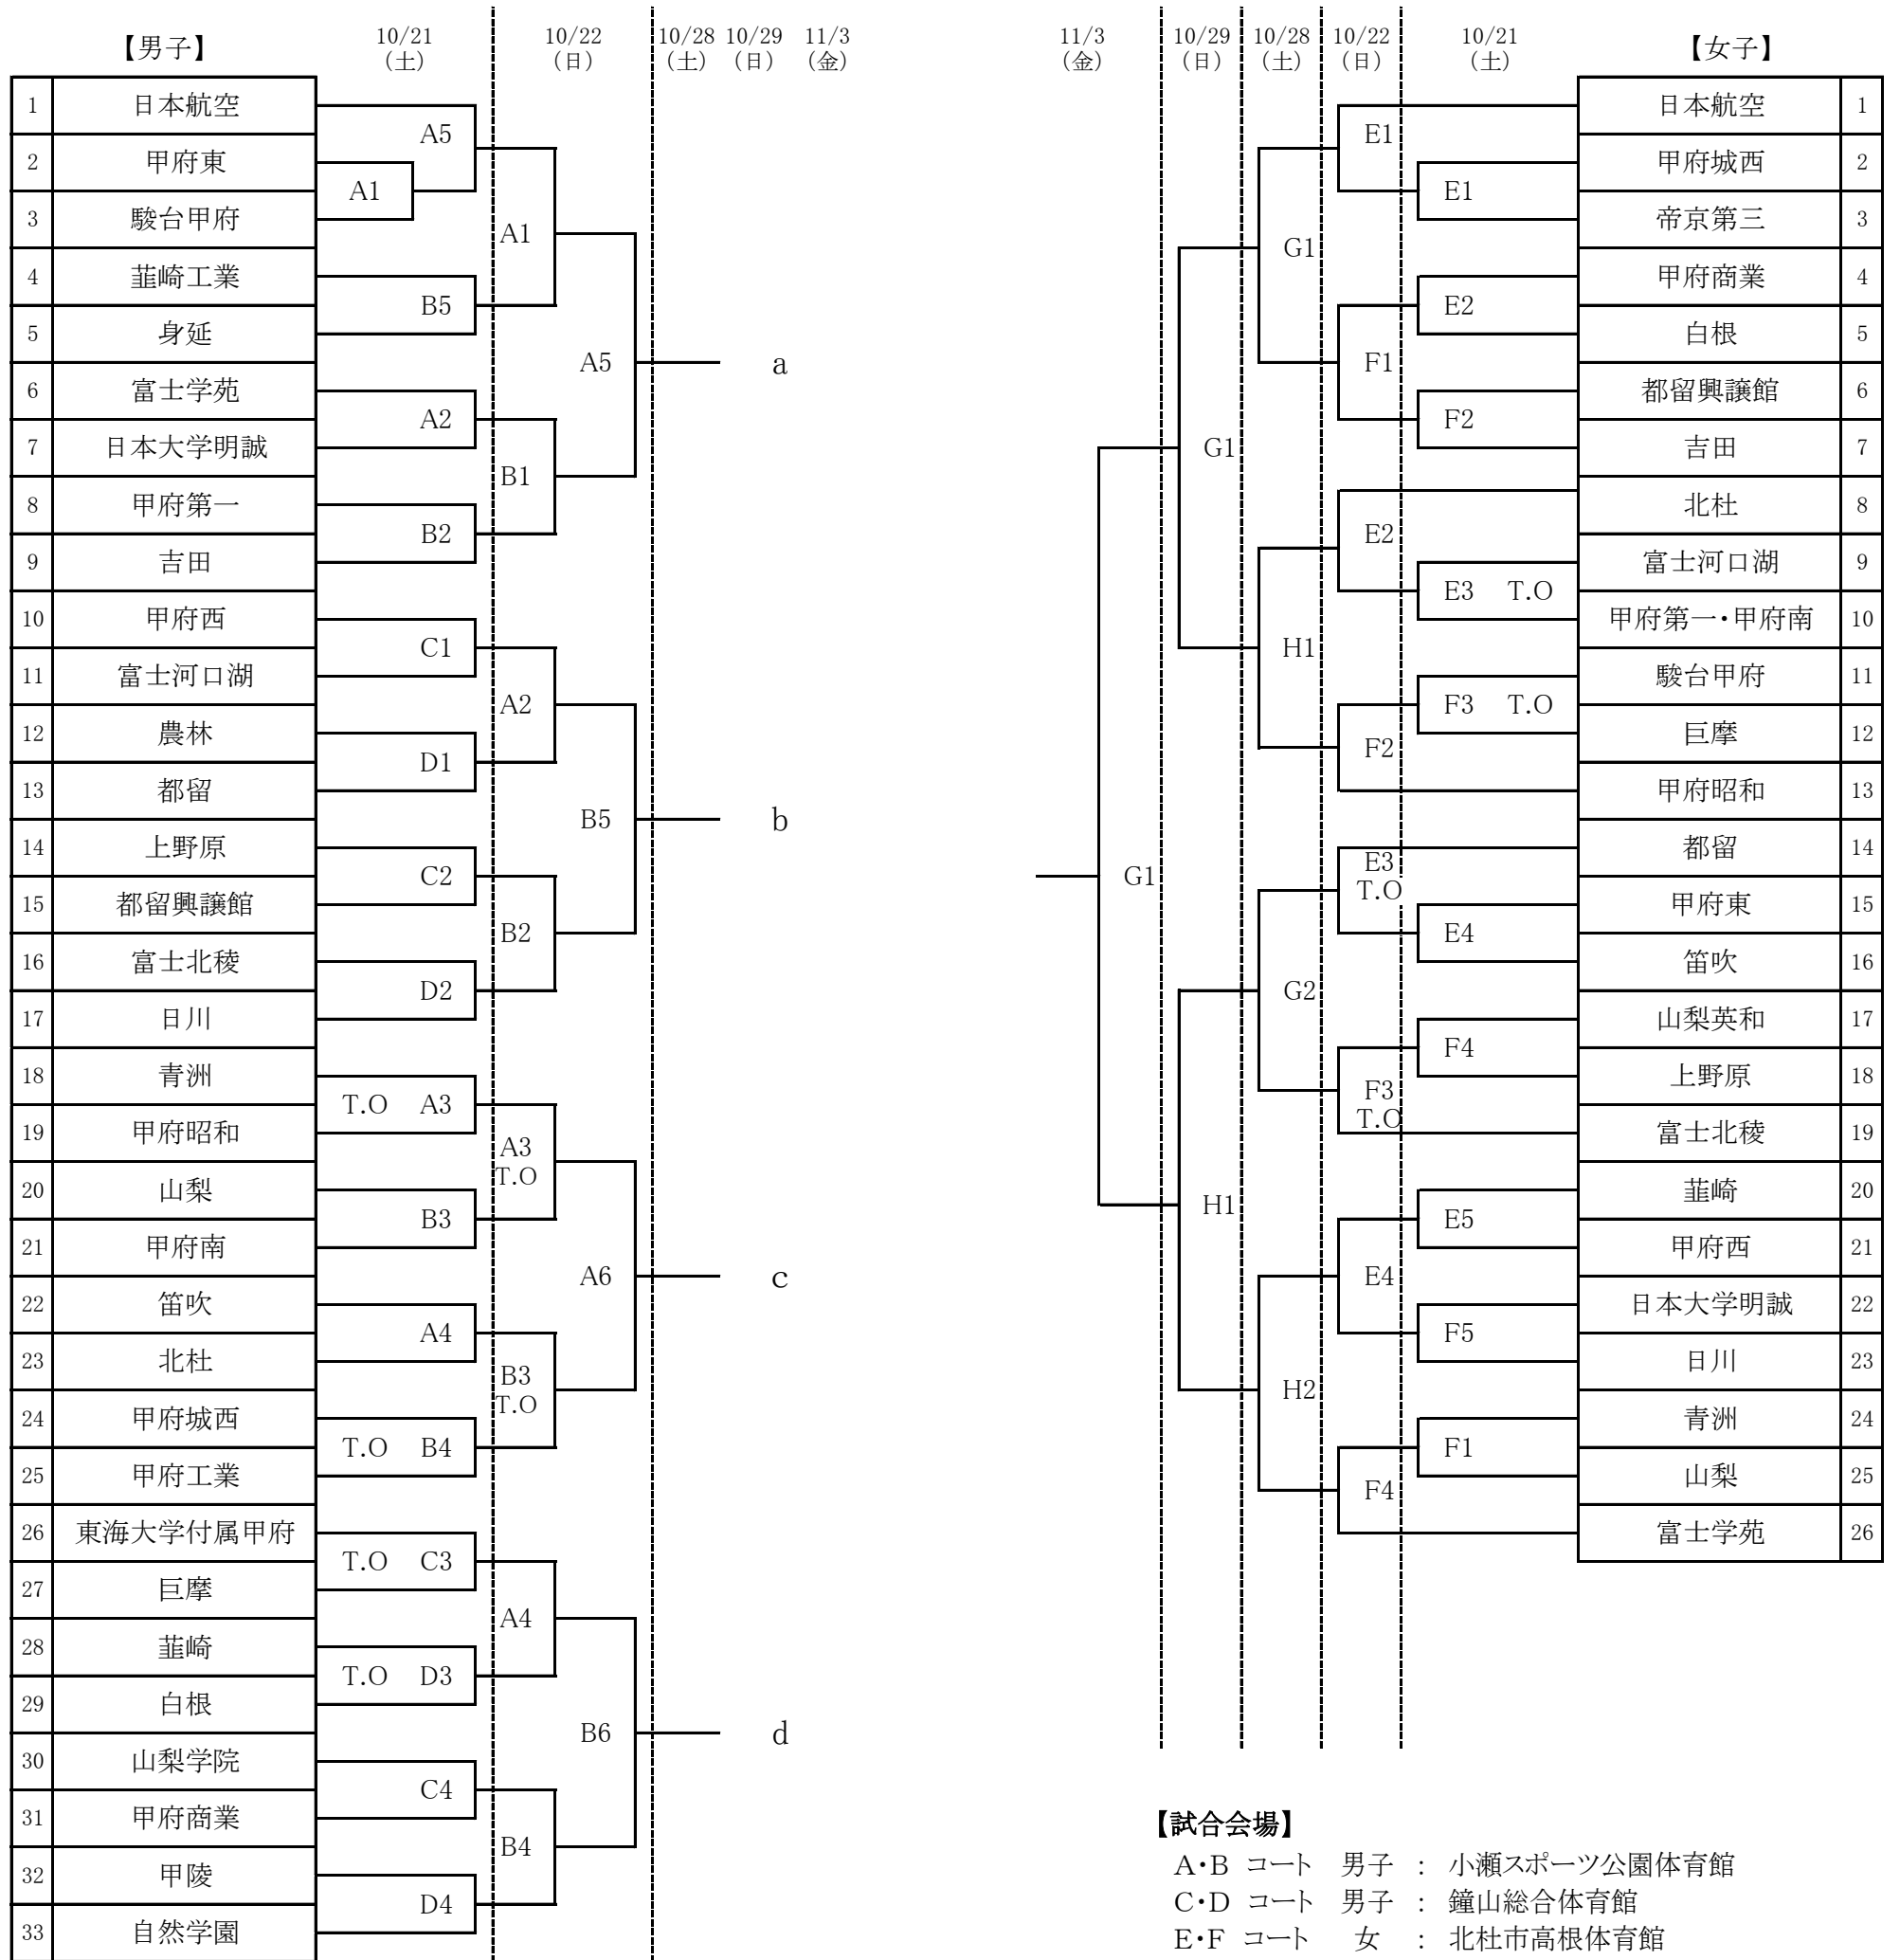 【男子】 10/21 10/22 10/28 10/29 11/3
(土) (日) (土) (日) (金)
1 日本航空
2 甲府東
3 駿台甲府
4 韮崎工業
5 身延
6 富士学苑
7 日本大学明誠
8 甲府第一
9 吉田
10 甲府西
11 富士河口湖
12 農林
13 都留
14 上野原
15 都留興譲館
16 富士北稜
17 日川
18 青洲
19 甲府昭和
20 山梨
21 甲府南
22 笛吹
23 北杜
24 甲府城西
25 甲府工業
26 東海大学付属甲府
27 巨摩
28 韮崎
29 白根
30 山梨学院
31 甲府商業
32 甲陵
33 自然学園
A5
A1
B5
A2
B2
C1
D1
C2
D2
T.O A3
B3
A4
T.O B4
T.O C3
T.O D3
C4
D4
A1
B1
A2
B2
A3
T.O
B3
T.O
A4
B4
A5
B5
A6
B6
a
b
c
d
11/3 10/29 10/28 10/22 10/21 【女子】
(金) (日) (土) (日) (土)
G1
G1
H1
G1
H1
G2
H2
E1
F1
E2
F2
E3
T.O
F3
T.O
E4
F4
E1
E2
F2
E3 T.O
F3 T.O
E4
F4
E5
F5
F1
日本航空 1
甲府城西 2
帝京第三 3
甲府商業 4
白根 5
都留興譲館 6
吉田 7
北杜 8
富士河口湖 9
甲府第一・甲府南 10
駿台甲府 11
巨摩 12
甲府昭和 13
都留 14
甲府東 15
笛吹 16
山梨英和 17
上野原 18
富士北稜 19
韮崎 20
甲府西 21
日本大学明誠 22
日川 23
青洲 24
山梨 25
富士学苑 26
【試合会場】
A・B コート 男子 : 小瀬スポーツ公園体育館
C・D コート 男子 : 鐘山総合体育館
E・F コート 女 : 北杜市高根体育館